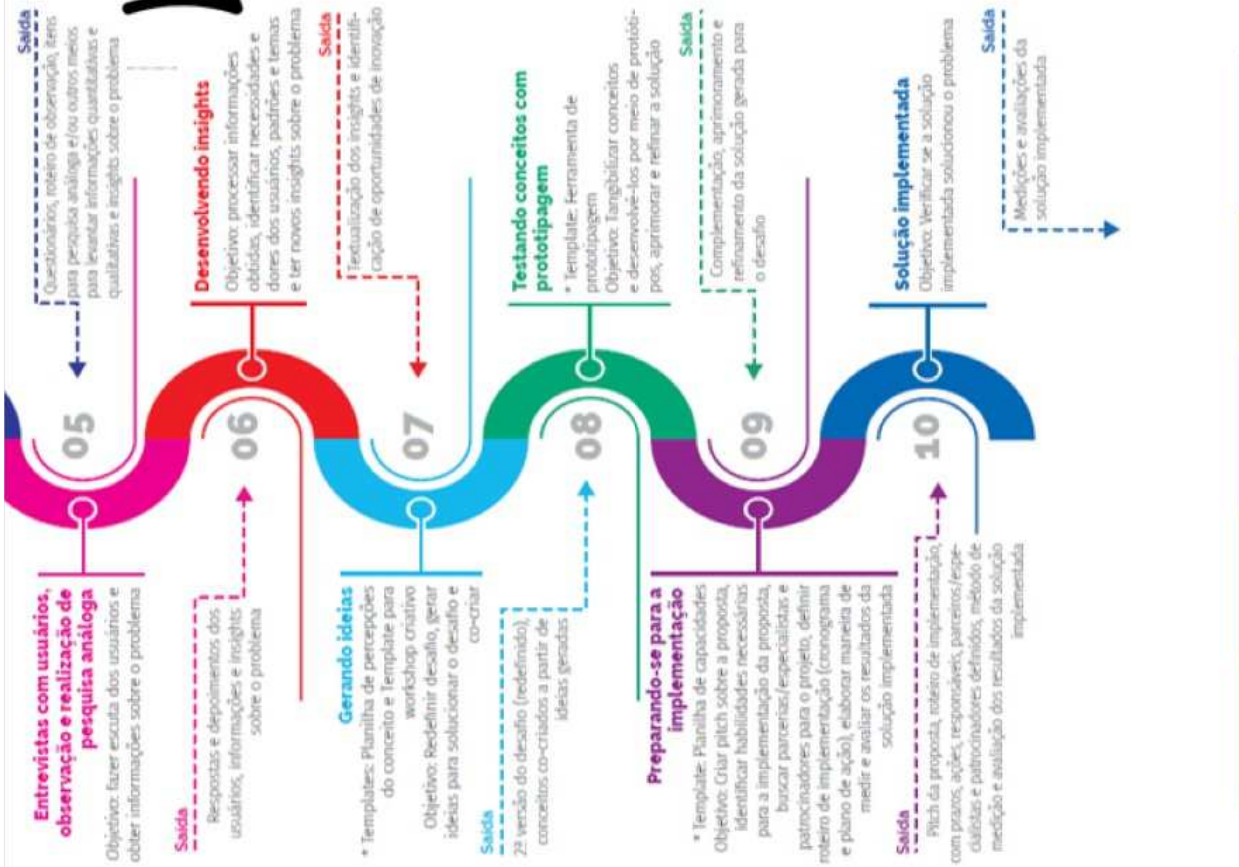 Saída
Questionários, roteiro de observação, itens
para pesquisa análoga e/ou outros meios
para levantar informações quantitativas e
qualitativas e insights sobre o problema
05
Entrevistas com usuários,
observação e realização de
pesquisa análoga
Objetivo: fazer escuta dos usuários e
obter informações sobre o problema
Saída
Respostas e depoimentos dos
usuários, informações e insights
sobre o problema
Desenvolvendo insights
Objetivo: processar informações
obtidas, identificar necessidades e
dores dos usuários, padrões e temas
e ter novos insights sobre o problema
06
Saída
Textualização dos insights e identifi-
cação de oportunidades de inovação
07
Gerando ideias
* Templates: Planilha de percepções
do conceito e Template para
workshop criativo
Objetivo: Redefinir desafio, gerar
ideias para solucionar o desafio e
co-criar
Saída
2ª versão do desafio (redefinido),
conceitos co-criados a partir de
ideias geradas
Testando conceitos com
prototipagem
* Template: Ferramenta de
prototipagem
Objetivo: Tangibilizar conceitos
e desenvolvê-los por meio de protóti-
pos, aprimorar e refinar a solução
08
Saída
Complementação, aprimoramento e
refinamento da solução gerada para
o desafio
09
Preparando-se para a
implementação
* Template: Planilha de capacidades
Objetivo: Criar pitch sobre a proposta,
identificar habilidades necessárias
para a implementação da proposta,
buscar parcerias/especialistas e
patrocinadores para o projeto, definir
roteiro de implementação (cronograma
e plano de ação), elaborar maneira de
medir e avaliar os resultados da
solução implementada
Saída
Pitch da proposta, roteiro de implementação,
com prazos, ações, responsáveis, parceiros/espe-
cialistas e patrocinadores definidos, método de
medição e avaliação dos resultados da solução
implementada
Solução implementada
Objetivo: Verificar se a solução
implementada solucionou o problema
10
Saída
Medições e avaliações da
solução implementada